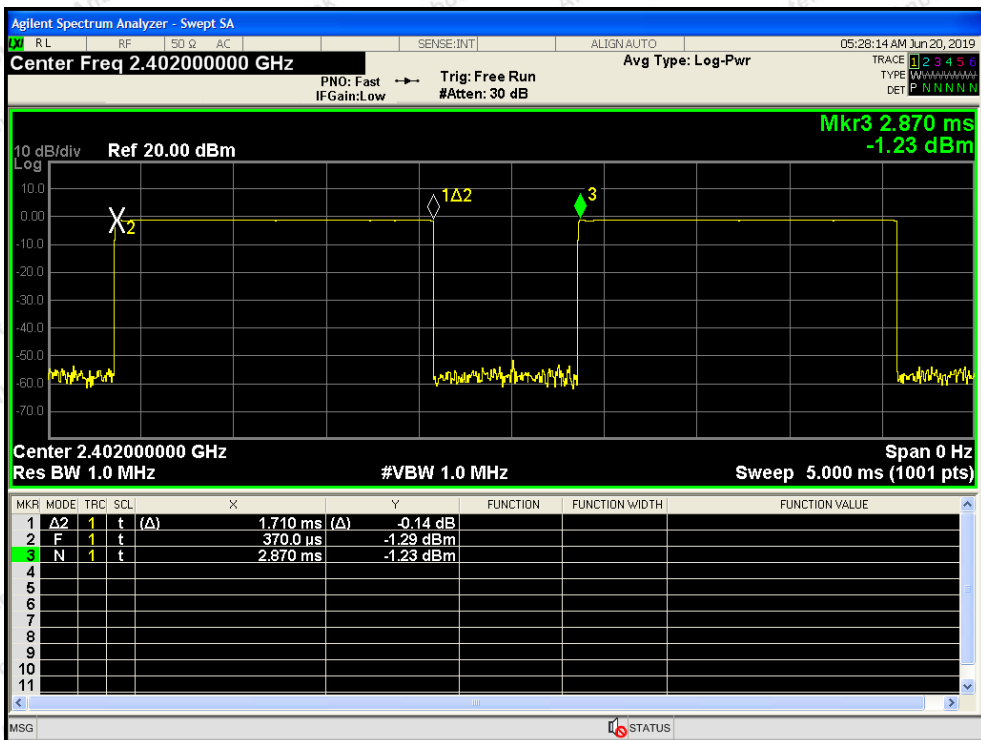 Agilent Spectrum Analyzer - Swept SA
LXI RL RF 50 Ω AC SENSE:INT ALIGNAUTO 05:28:14 AM Jun 20, 2019
Center Freq 2.402000000 GHz
PNO: Fast
IFGain:Low
Trig: Free Run
#Atten: 30 dB
Avg Type: Log-Pwr
TRACE 1 2 3 4 5 6
TYPE WWWWWW
DET P N N N N N
Mkr3 2.870 ms
-1.23 dBm
10 dB/div Ref 20.00 dBm
Log
10.0
0.00
-10.0
-20.0
-30.0
-40.0
-50.0
-60.0
-70.0
X2
1Δ2
3
Center 2.402000000 GHz Span 0 Hz
Res BW 1.0 MHz #VBW 1.0 MHz Sweep 5.000 ms (1001 pts)
MKR MODE TRC SCL X Y FUNCTION FUNCTION WIDTH FUNCTION VALUE
1 Δ2 1 t (Δ) 1.710 ms (Δ) -0.14 dB
2 F 1 t 370.0 µs -1.29 dBm
3 N 1 t 2.870 ms -1.23 dBm
4
5
6
7
8
9
10
11
MSG STATUS